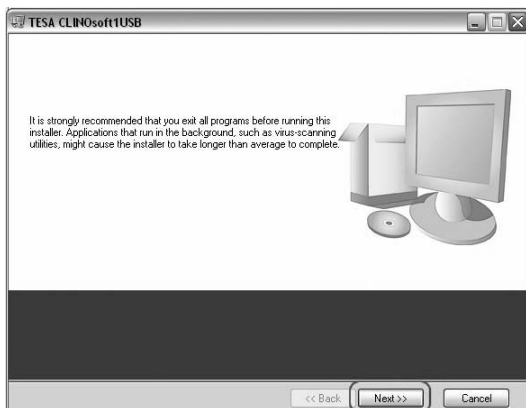 TESA CLINOsoft1USB
It is strongly recommended that you exit all programs before running this
installer. Applications that run in the background, such as virus-scanning
utilities, might cause the installer to take longer than average to complete.
<< Back
Next >>
Cancel